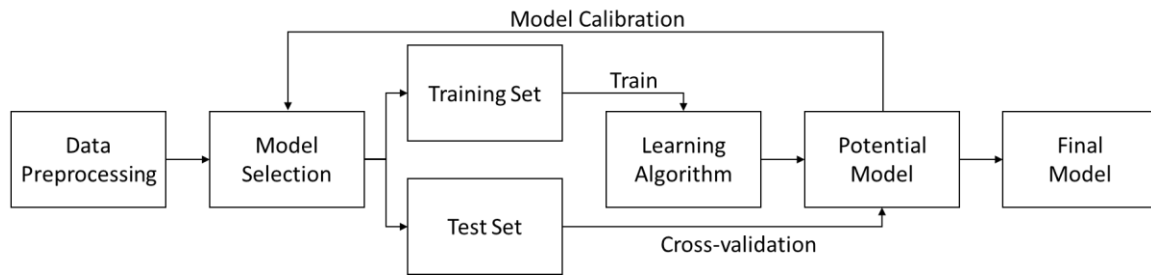 Model Calibration
Training Set
Train
Data
Preprocessing
Model
Selection
Learning
Algorithm
Potential
Model
Final
Model
Test Set
Cross-validation